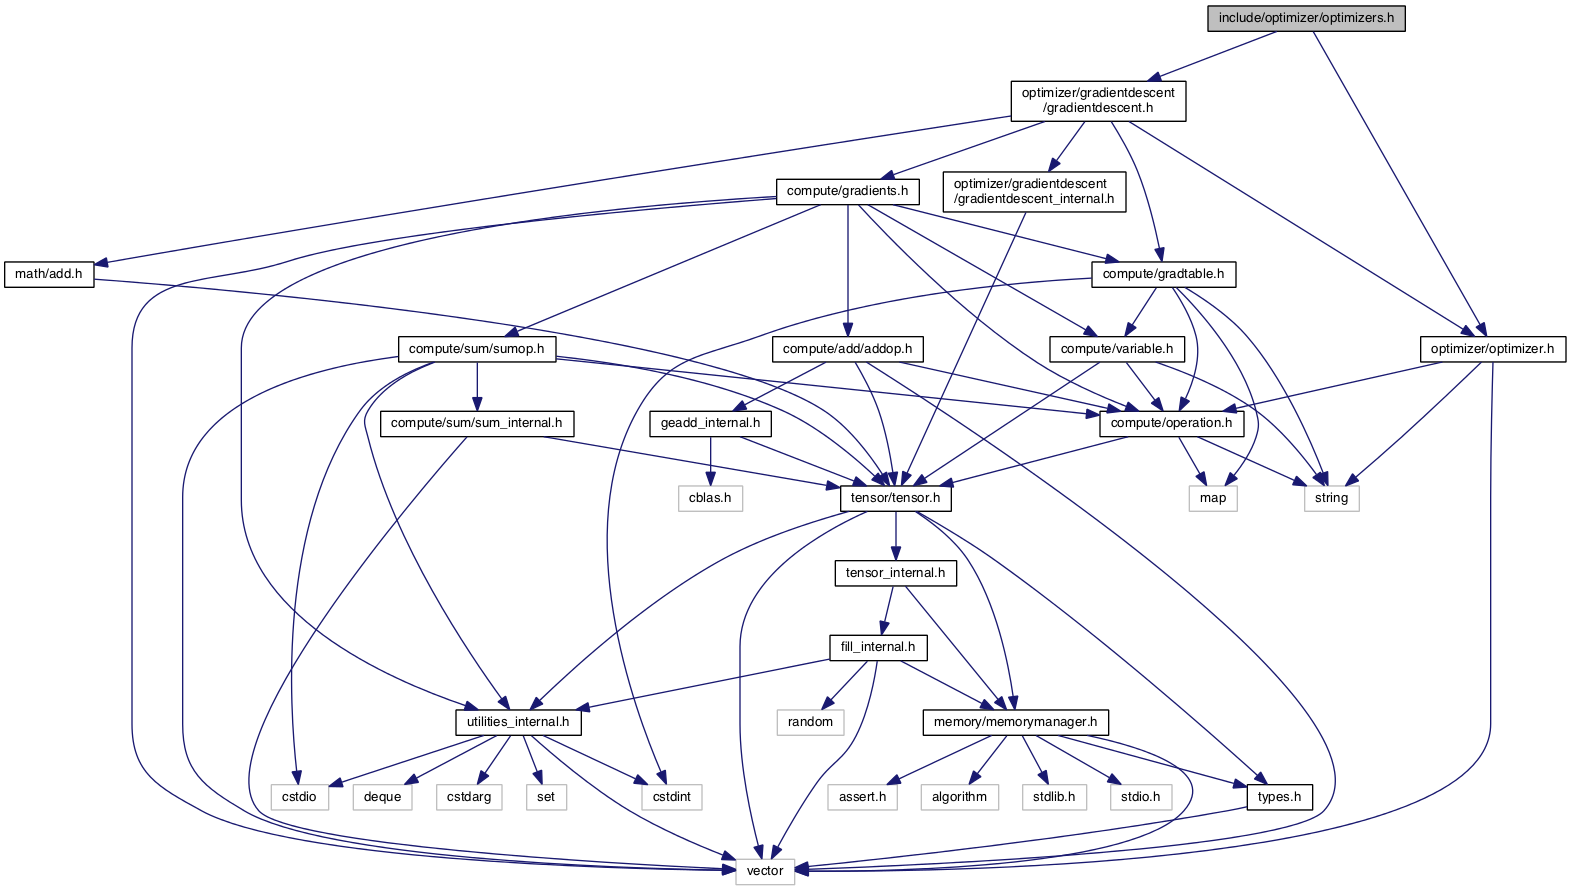 include/optimizer/optimizers.h
optimizer/gradientdescent
/gradientdescent.h
compute/gradients.h
optimizer/gradientdescent
/gradientdescent_internal.h
math/add.h
compute/gradtable.h
compute/sum/sumop.h
compute/add/addop.h
compute/variable.h
optimizer/optimizer.h
compute/sum/sum_internal.h
geadd_internal.h
compute/operation.h
cblas.h
tensor/tensor.h
map
string
tensor_internal.h
fill_internal.h
utilities_internal.h
random
memory/memorymanager.h
cstdio
deque
cstdarg
set
cstdint
assert.h
algorithm
stdlib.h
stdio.h
types.h
vector